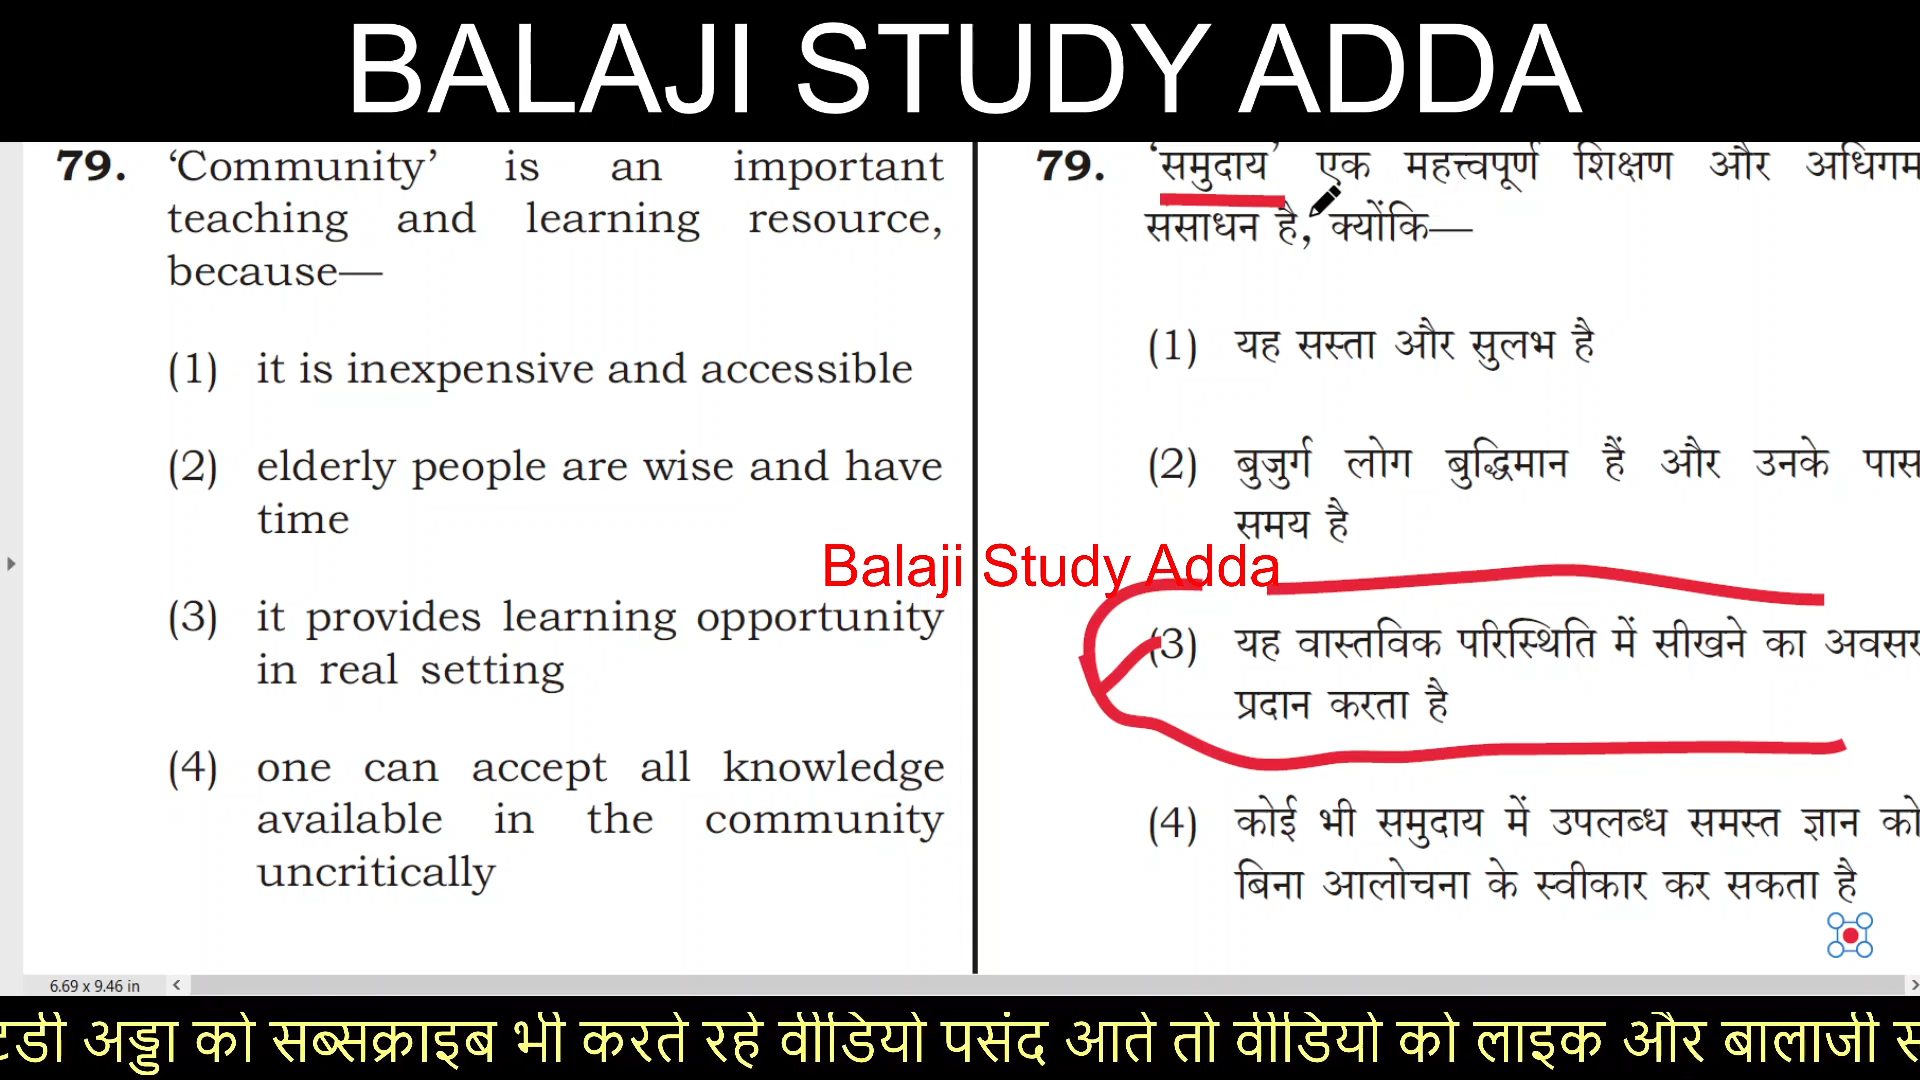 BALAJI STUDY ADDA
79. ‘Community’ is an important
teaching and learning resource,
because—
(1) it is inexpensive and accessible
(2) elderly people are wise and have
time
(3) it provides learning opportunity
in real setting
(4) one can accept all knowledge
available in the community
uncritically
79. ‘समुदाय’ एक महत्त्वपूर्ण शिक्षण और अधिगम
संसाधन है, क्योंकि—
(1) यह सस्ता और सुलभ है
(2) बुजुर्ग लोग बुद्धिमान हैं और उनके पास
समय है
Balaji Study Adda
(3) यह वास्तविक परिस्थिति में सीखने का अवसर
प्रदान करता है
(4) कोई भी समुदाय में उपलब्ध समस्त ज्ञान को
बिना आलोचना के स्वीकार कर सकता है
6.69 x 9.46 in
अड्डा को सब्सक्राइब भी करते रहे वीडियो पसंद आते तो वीडियो को लाइक और बालाजी